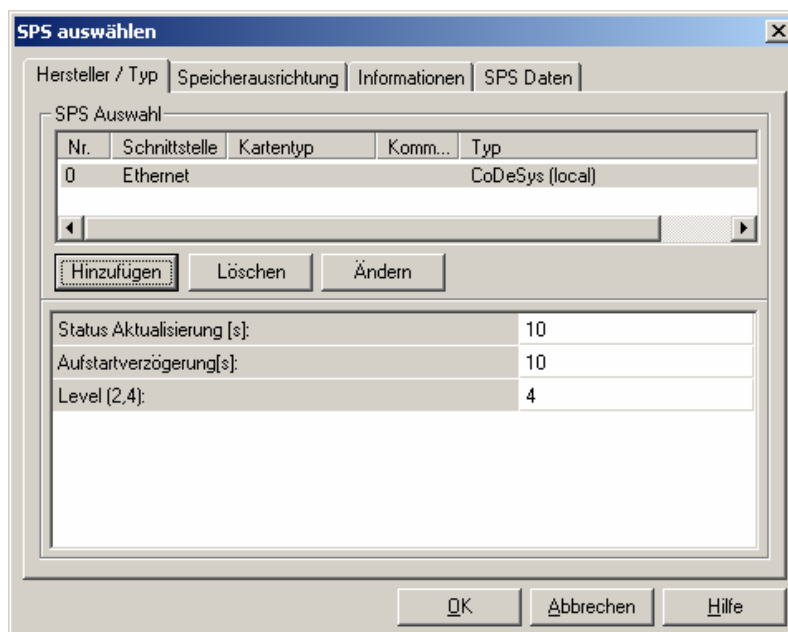 SPS auswählen
Hersteller / Typ Speicherausrichtung Informationen SPS Daten
SPS Auswahl
Nr. Schnittstelle Kartentyp Komm... Typ
0 Ethernet CoDeSys (local)
Hinzufügen Löschen Ändern
Status Aktualisierung [s]: 10
Aufstartverzögerung[s]: 10
Level (2,4): 4
OK Abbrechen Hilfe